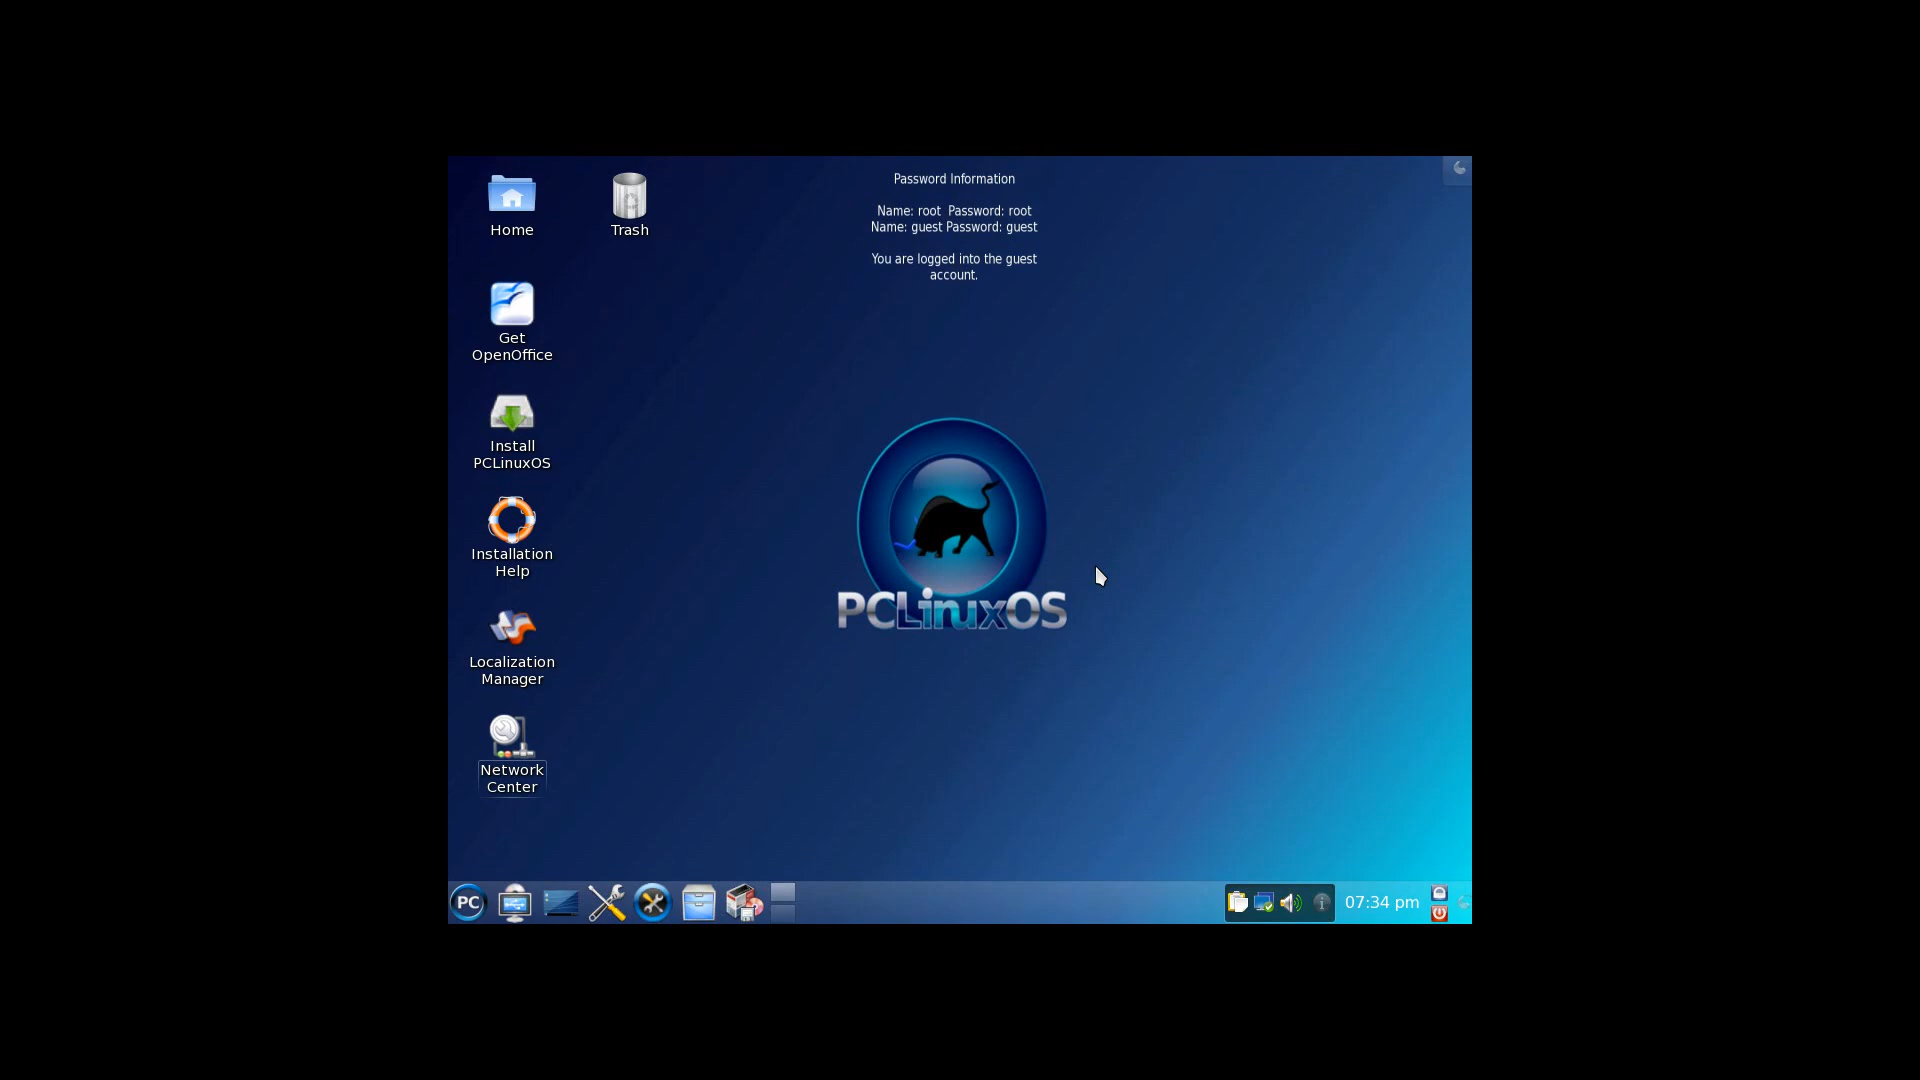 Home
Trash
Password Information
Name: root  Password: root
Name: guest Password: guest
You are logged into the guest
account.
Get
OpenOffice
Install
PCLinuxOS
Installation
Help
Localization
Manager
Network
Center
PCLinuxOS
PC
07:34 pm